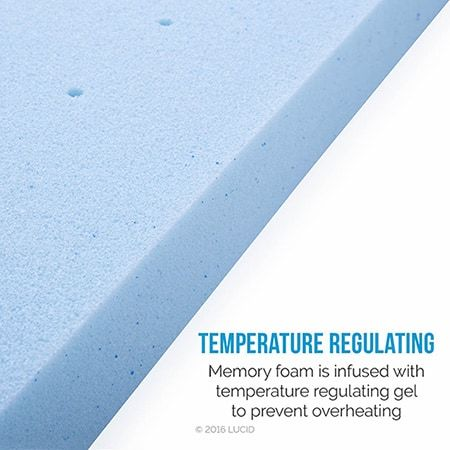 TEMPERATURE REGULATING
Memory foam is infused with
temperature regulating gel
to prevent overheating
© 2016 LUCID